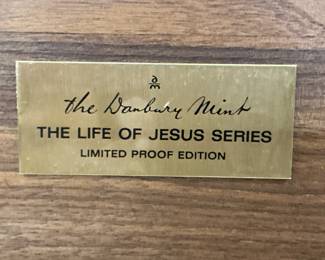 the Danbury Mint
THE LIFE OF JESUS SERIES
LIMITED PROOF EDITION